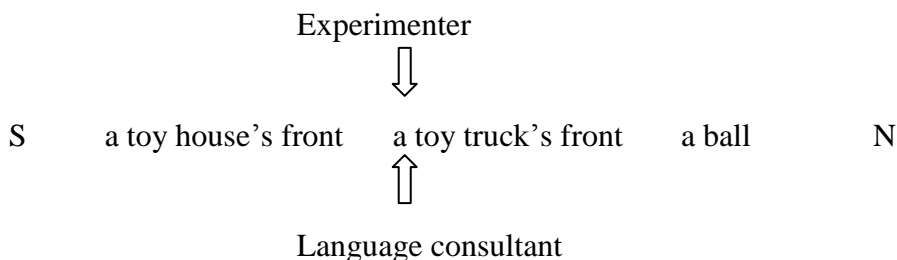 Experimenter
S a toy house’s front a toy truck’s front a ball N
Language consultant